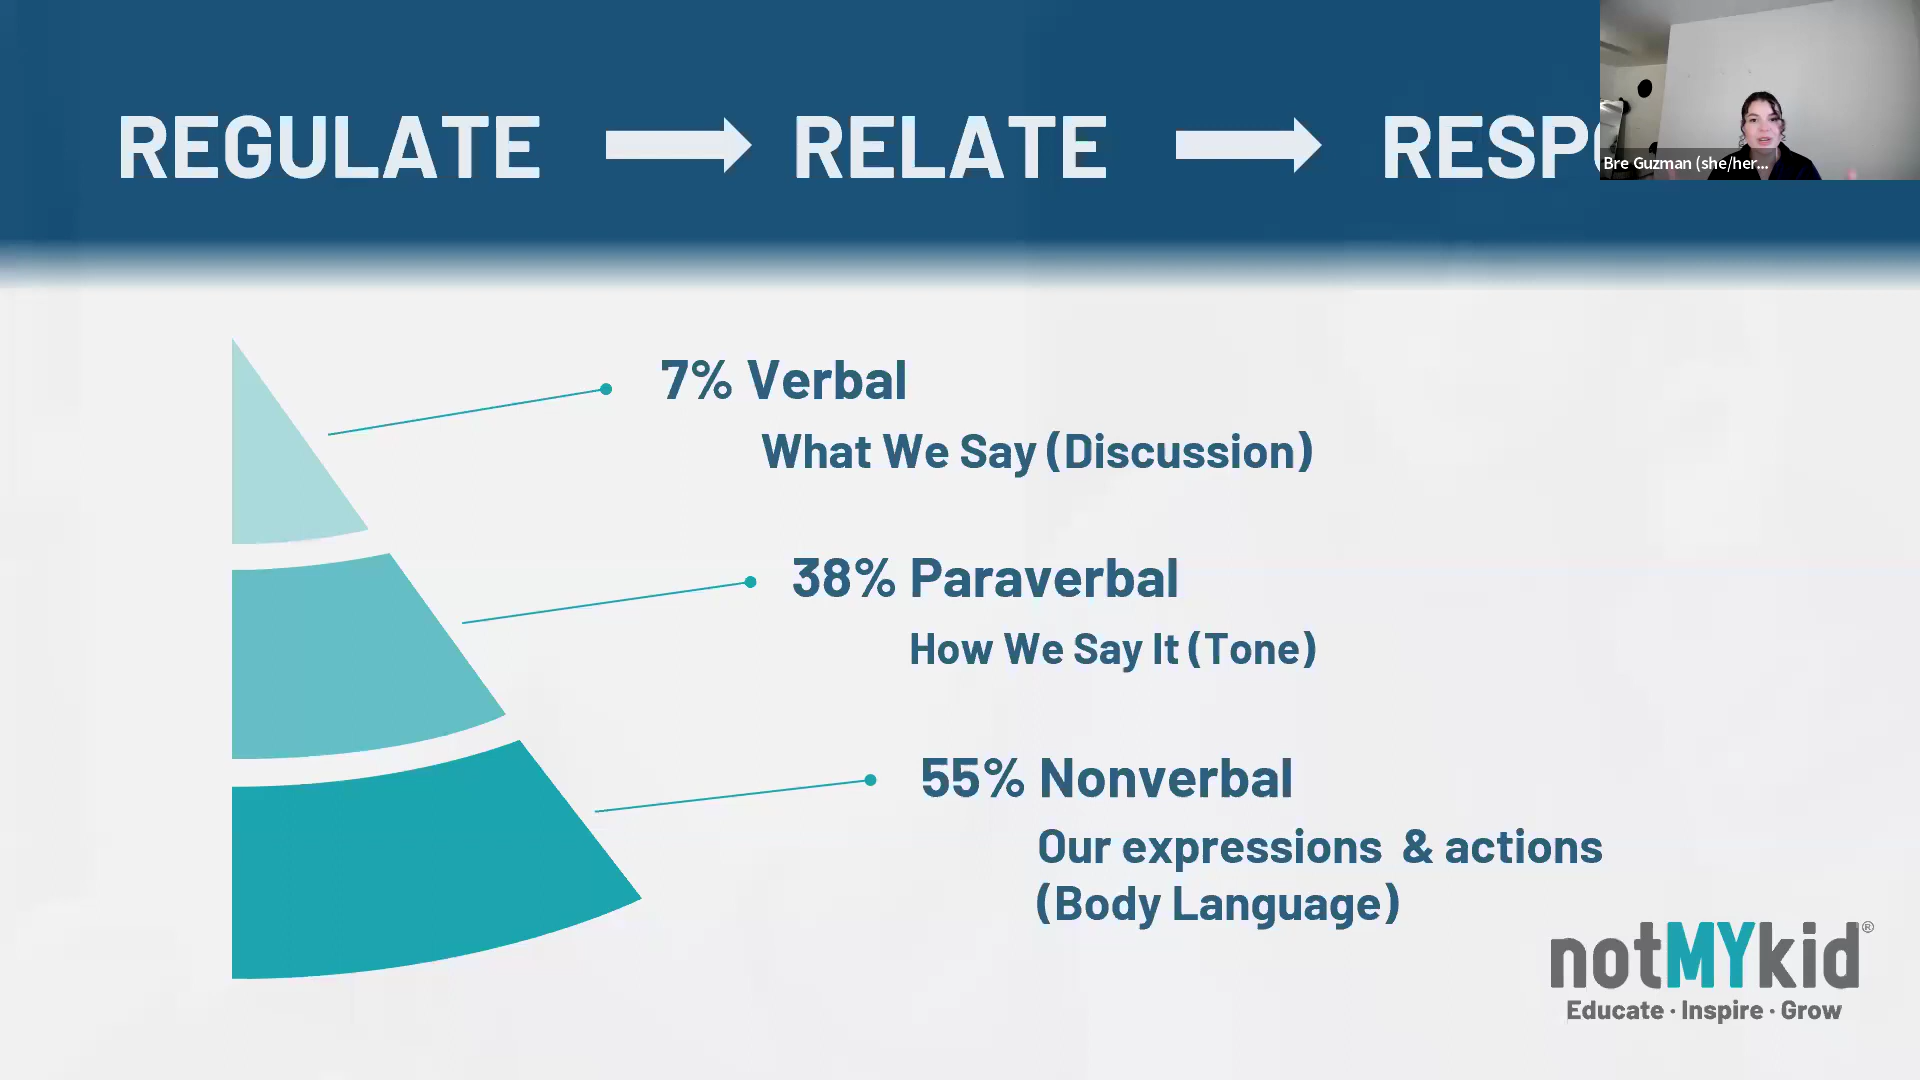 REGULATE RELATE RESP
Bre Guzman (she/her...
7% Verbal
What We Say (Discussion)
38% Paraverbal
How We Say It (Tone)
55% Nonverbal
Our expressions & actions
(Body Language)
notMYkid®
Educate · Inspire · Grow